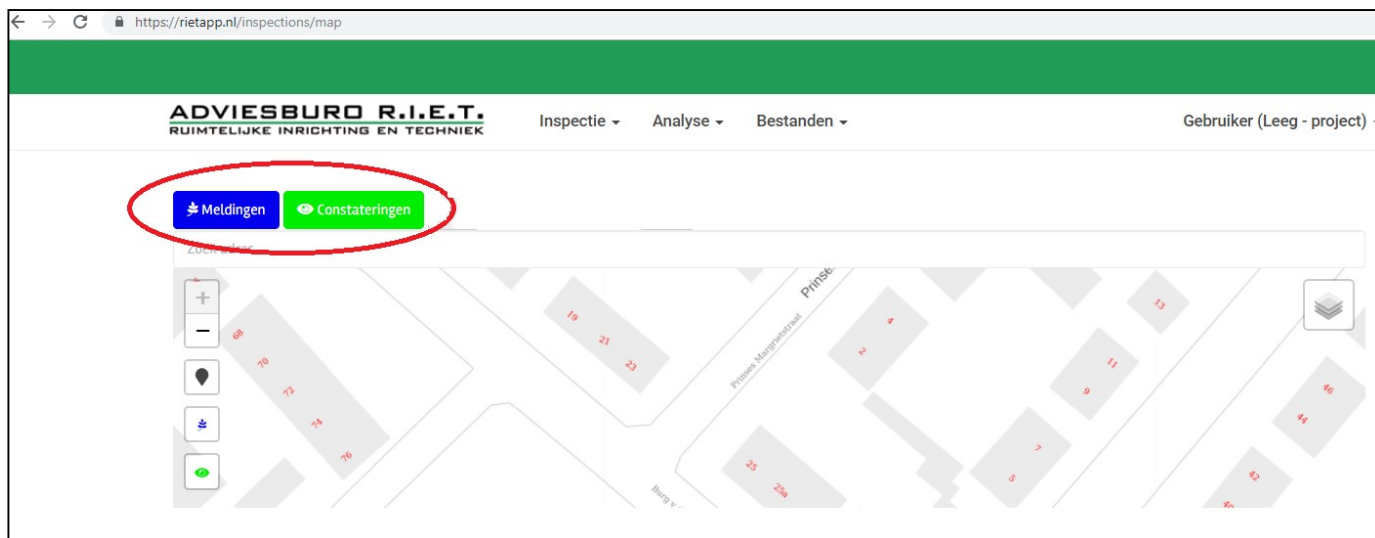 https://rietapp.nl/inspections/map
ADVIESBURO R.I.E.T.
RUIMTELIJKE INRICHTING EN TECHNIEK
Inspectie
Analyse
Bestanden
Gebruiker (Leeg - project)
Meldingen
Constateringen
Zoek adres
+
−
68
70
72
74
76
19
21
23
Prinses Margrietstraat
4
2
13
11
9
7
5
46
44
42
25
25a